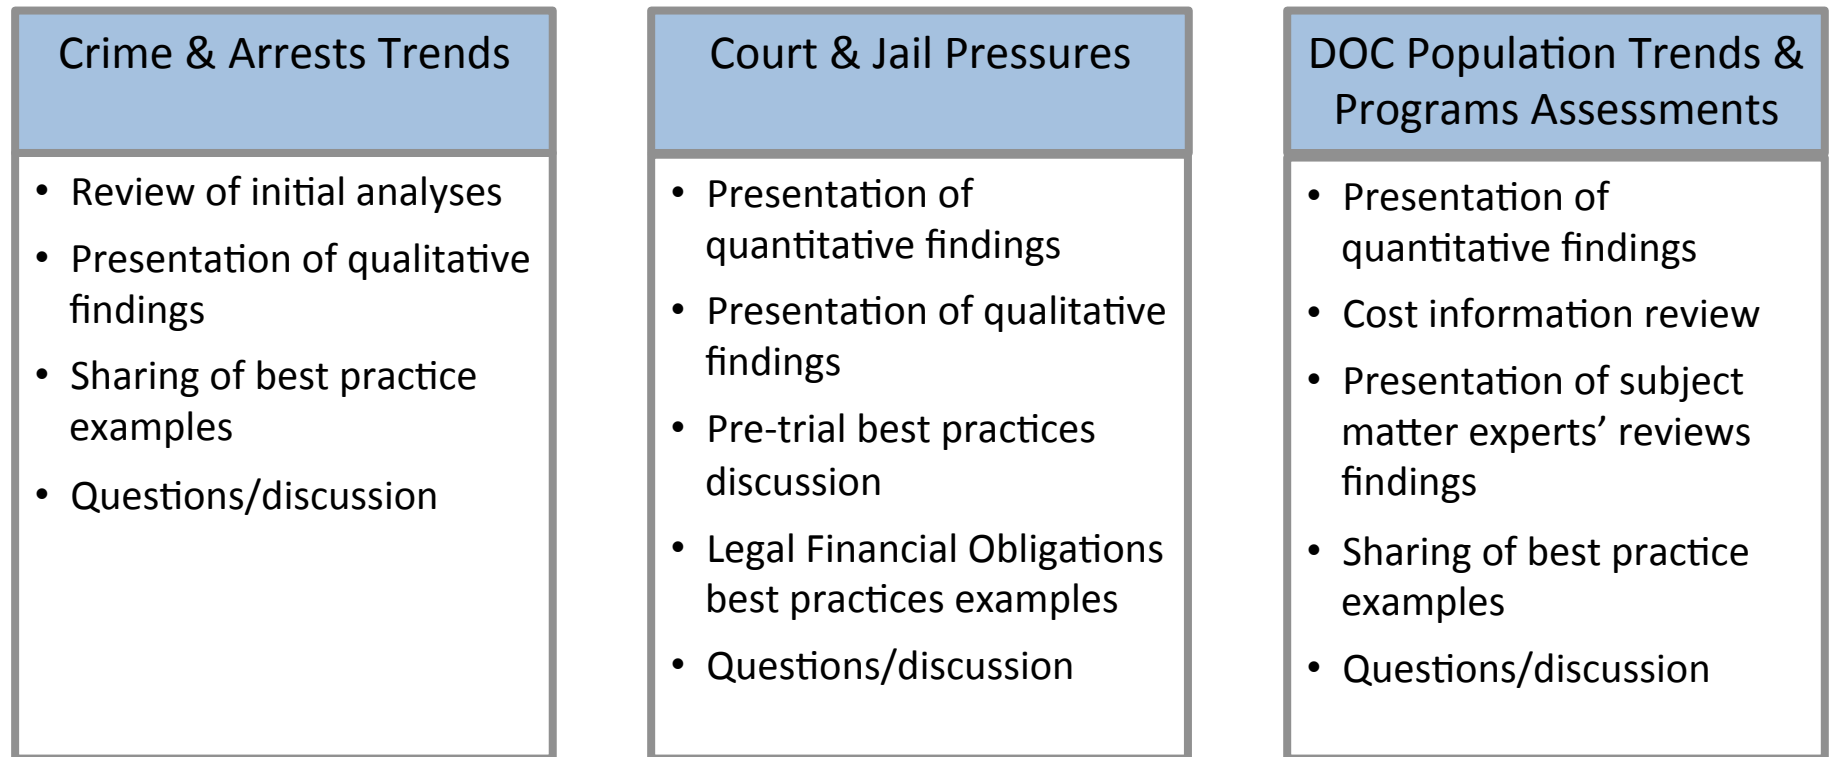 Crime & Arrests Trends
• Review of initial analyses
• Presentation of qualitative
findings
• Sharing of best practice
examples
• Questions/discussion
Court & Jail Pressures
• Presentation of
quantitative findings
• Presentation of qualitative
findings
• Pre-trial best practices
discussion
• Legal Financial Obligations
best practices examples
• Questions/discussion
DOC Population Trends &
Programs Assessments
• Presentation of
quantitative findings
• Cost information review
• Presentation of subject
matter experts’ reviews
findings
• Sharing of best practice
examples
• Questions/discussion